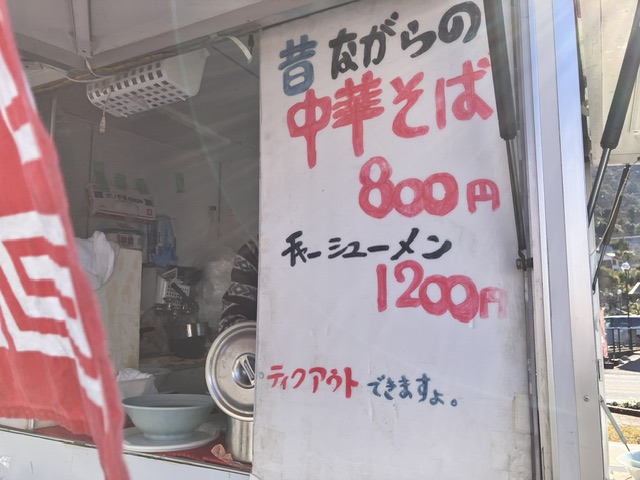 昔ながらの
中華そば
800円
チャーシューメン
1200円
ティクアウトできますよ。